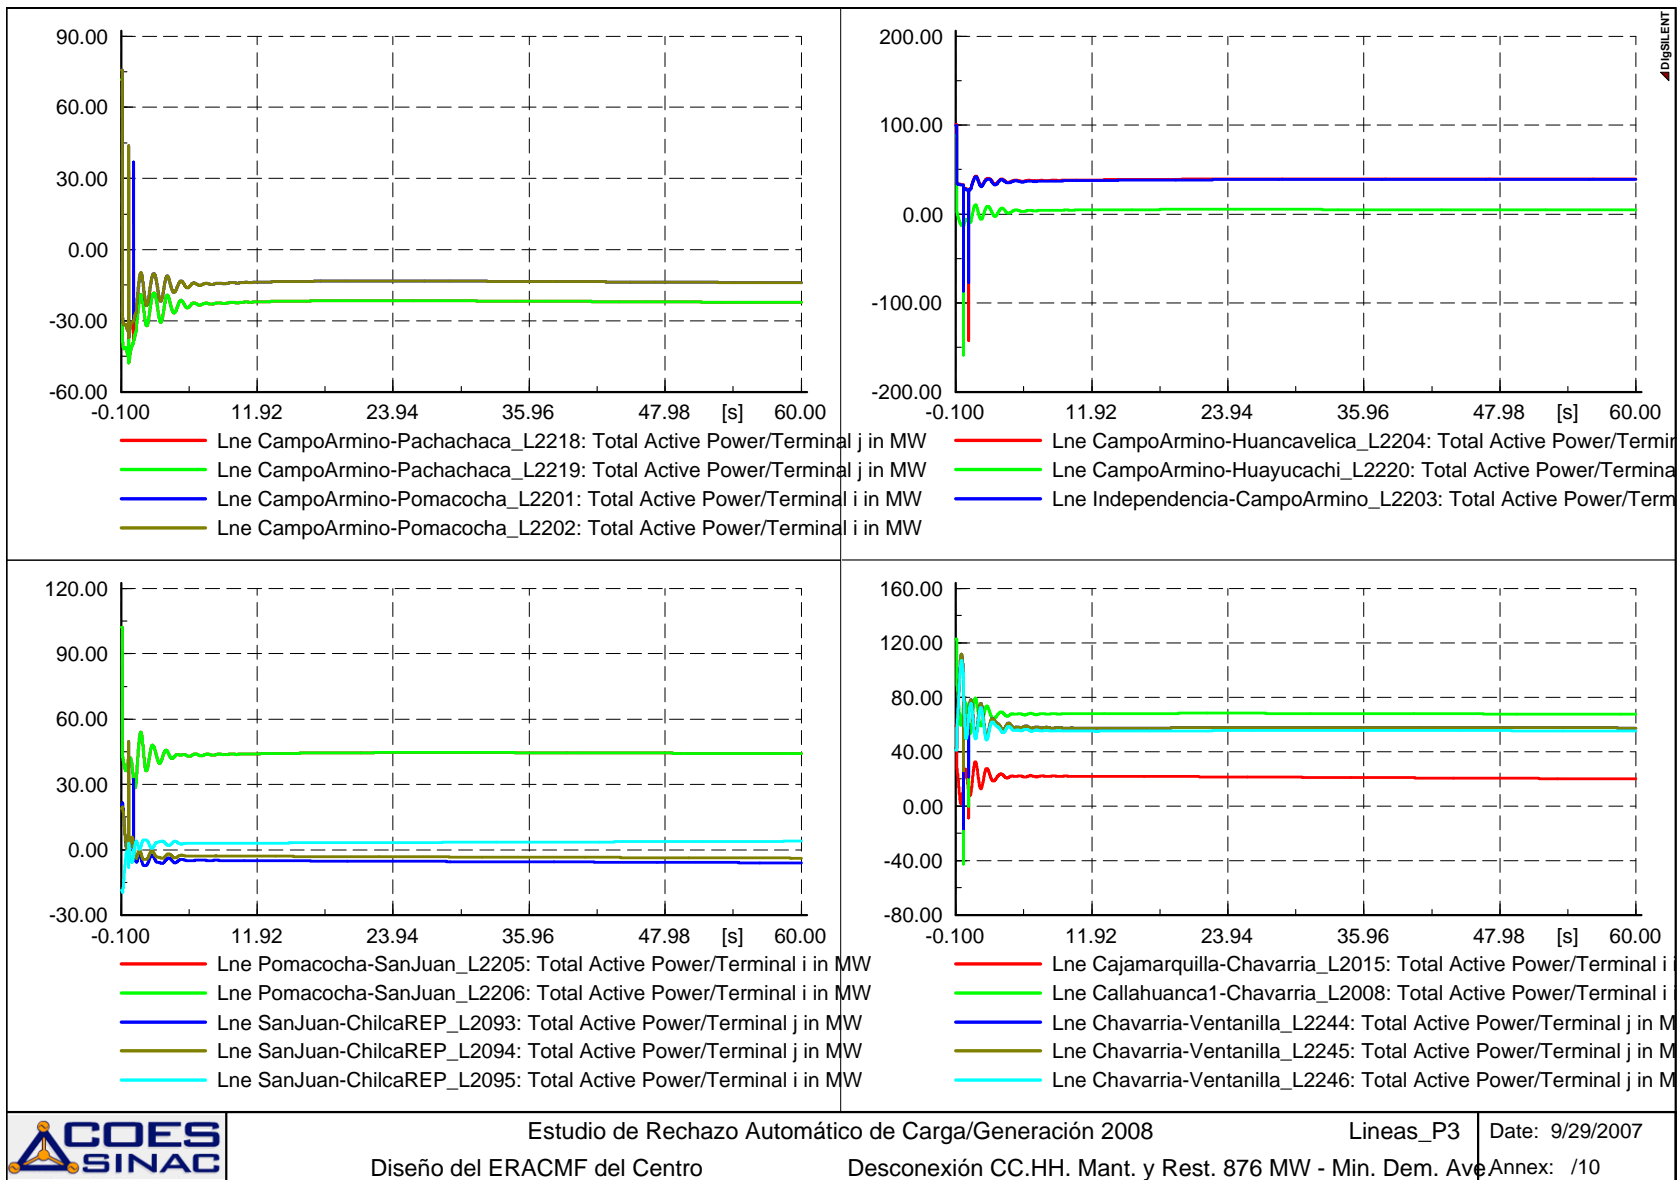 DIgSILENT
90.00
60.00
30.00
0.00
-30.00
-60.00
-0.100 11.92 23.94 35.96 47.98 [s] 60.00
Lne CampoArmino-Pachachaca_L2218: Total Active Power/Terminal j in MW
Lne CampoArmino-Pachachaca_L2219: Total Active Power/Terminal j in MW
Lne CampoArmino-Pomacocha_L2201: Total Active Power/Terminal i in MW
Lne CampoArmino-Pomacocha_L2202: Total Active Power/Terminal i in MW
200.00
100.00
0.00
-100.00
-200.00
-0.100 11.92 23.94 35.96 47.98 [s] 60.00
Lne CampoArmino-Huancavelica_L2204: Total Active Power/Termin
Lne CampoArmino-Huayucachi_L2220: Total Active Power/Termina
Lne Independencia-CampoArmino_L2203: Total Active Power/Term
120.00
90.00
60.00
30.00
0.00
-30.00
-0.100 11.92 23.94 35.96 47.98 [s] 60.00
Lne Pomacocha-SanJuan_L2205: Total Active Power/Terminal i in MW
Lne Pomacocha-SanJuan_L2206: Total Active Power/Terminal i in MW
Lne SanJuan-ChilcaREP_L2093: Total Active Power/Terminal j in MW
Lne SanJuan-ChilcaREP_L2094: Total Active Power/Terminal j in MW
Lne SanJuan-ChilcaREP_L2095: Total Active Power/Terminal i in MW
160.00
120.00
80.00
40.00
0.00
-40.00
-80.00
-0.100 11.92 23.94 35.96 47.98 [s] 60.00
Lne Cajamarquilla-Chavarria_L2015: Total Active Power/Terminal i i
Lne Callahuanca1-Chavarria_L2008: Total Active Power/Terminal i i
Lne Chavarria-Ventanilla_L2244: Total Active Power/Terminal j in M
Lne Chavarria-Ventanilla_L2245: Total Active Power/Terminal j in M
Lne Chavarria-Ventanilla_L2246: Total Active Power/Terminal j in M
COES
SINAC
Estudio de Rechazo Automático de Carga/Generación 2008 Lineas_P3
Diseño del ERACMF del Centro Desconexión CC.HH. Mant. y Rest. 876 MW - Min. Dem. Ave
Date: 9/29/2007
Annex: /10